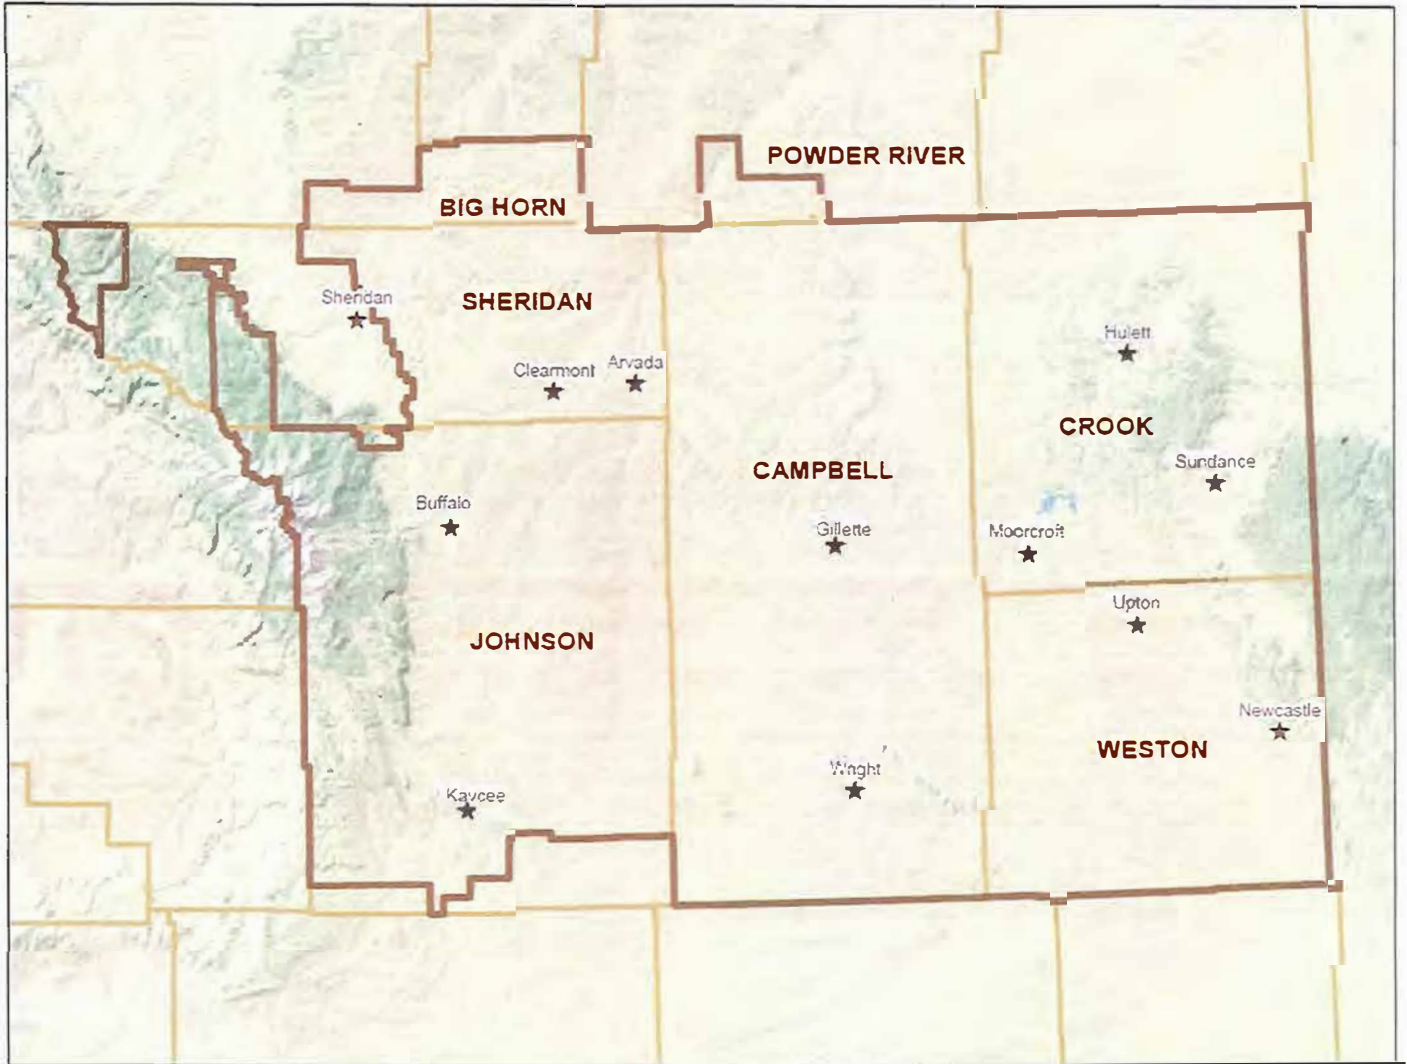 POWDER RIVER
BIG HORN
Sheridan
SHERIDAN
Hulett
Clearmont
Arvada
CROOK
CAMPBELL
Sundance
Buffalo
Gillette
Moorcroft
Upton
JOHNSON
Newcastle
WESTON
Wright
Kaycee